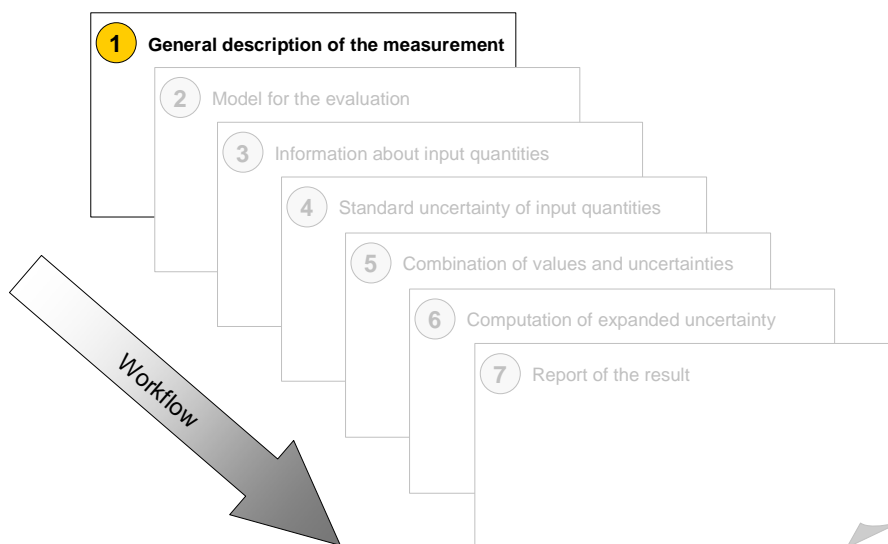 1 General description of the measurement
2 Model for the evaluation
3 Information about input quantities
4 Standard uncertainty of input quantities
5 Combination of values and uncertainties
6 Computation of expanded uncertainty
7 Report of the result
Workflow